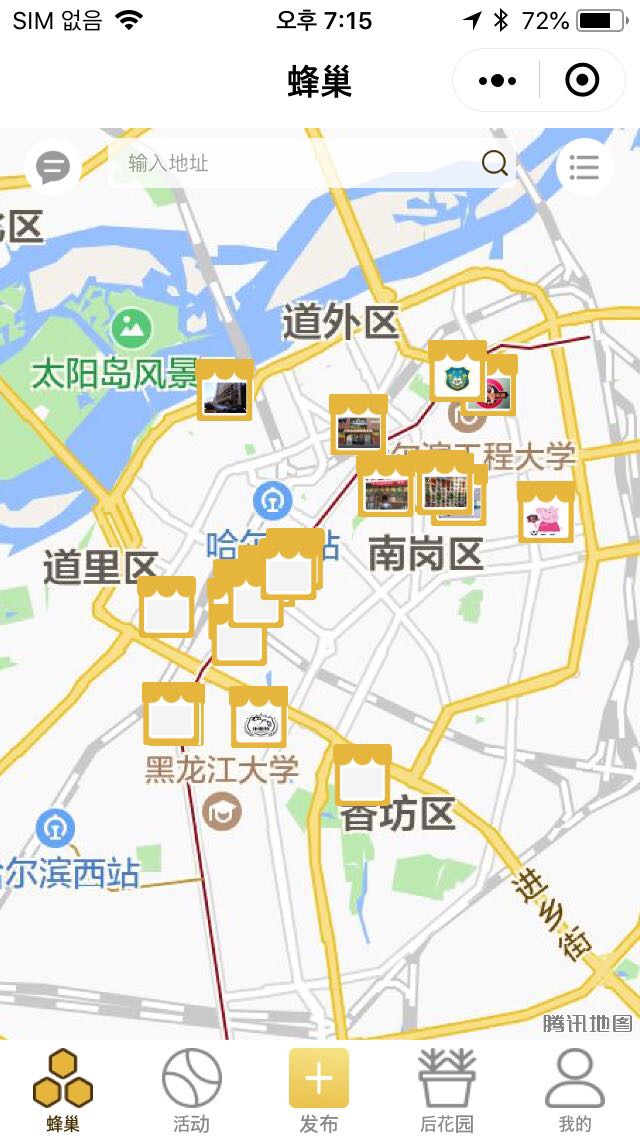 SIM 없음
오후 7:15
72%
蜂巢
输入地址
区
道外区
太阳岛风景
尔滨工程大学
哈尔
站
南岗区
道里区
黑龙江大学
香坊区
尔滨西站
进乡街
腾讯地图
蜂巢
活动
发布
后花园
我的